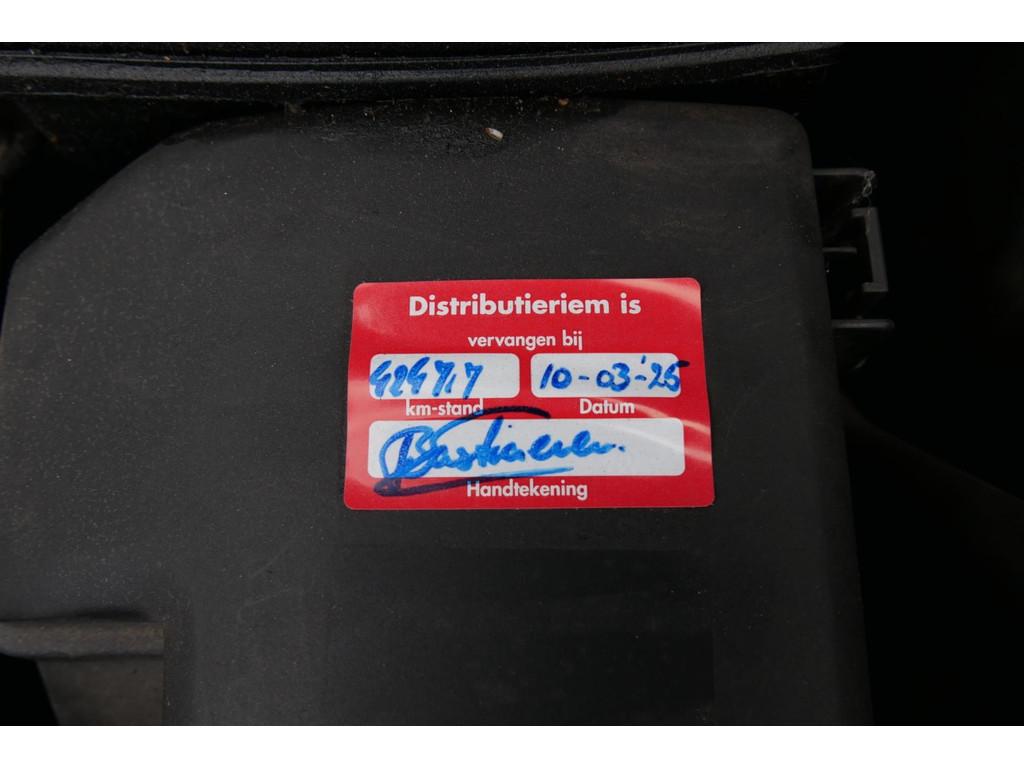 Distributieriem is
vervangen bij
10-03-'25
km-stand Datum
Handtekening